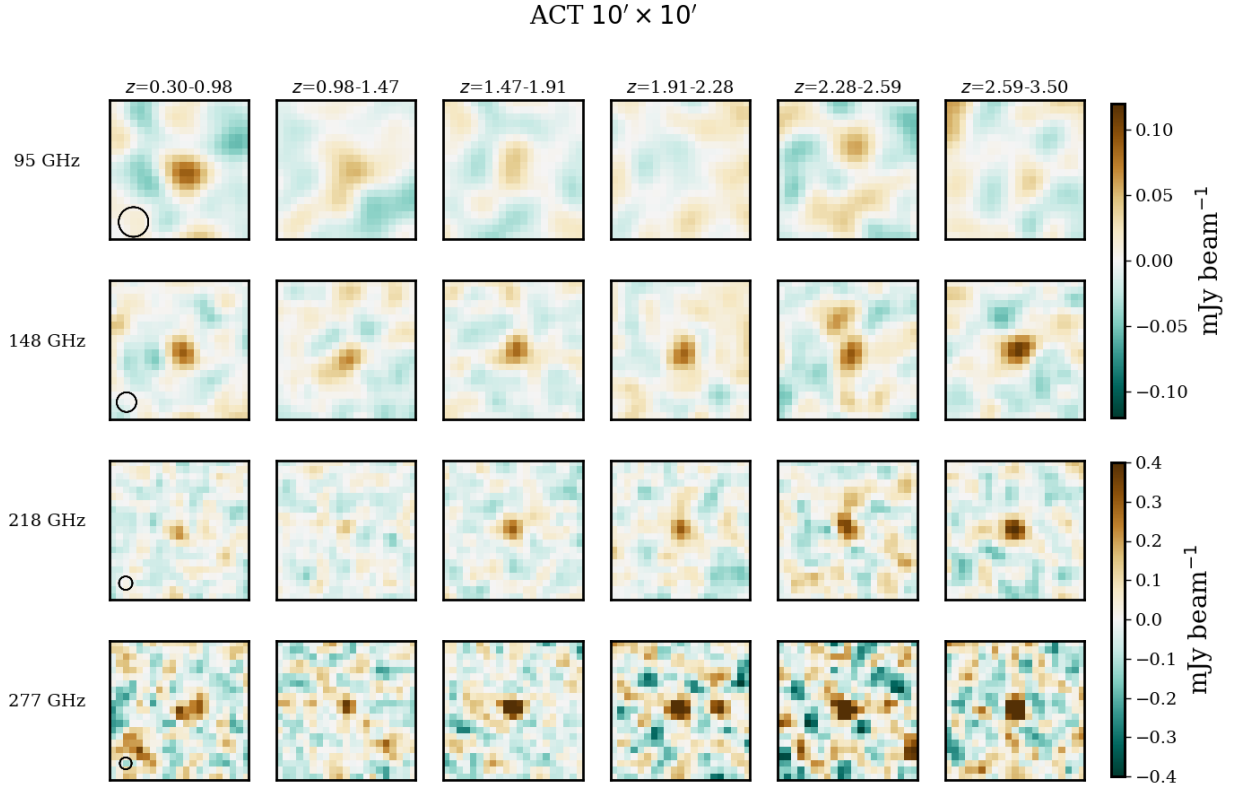 ACT 10′ × 10′
z=0.30-0.98 z=0.98-1.47 z=1.47-1.91 z=1.91-2.28 z=2.28-2.59 z=2.59-3.50
95 GHz
0.10
0.05
0.00
−0.05
−0.10
mJy beam⁻¹
148 GHz
218 GHz
0.4
0.3
0.2
0.1
0.0
−0.1
−0.2
−0.3
−0.4
mJy beam⁻¹
277 GHz